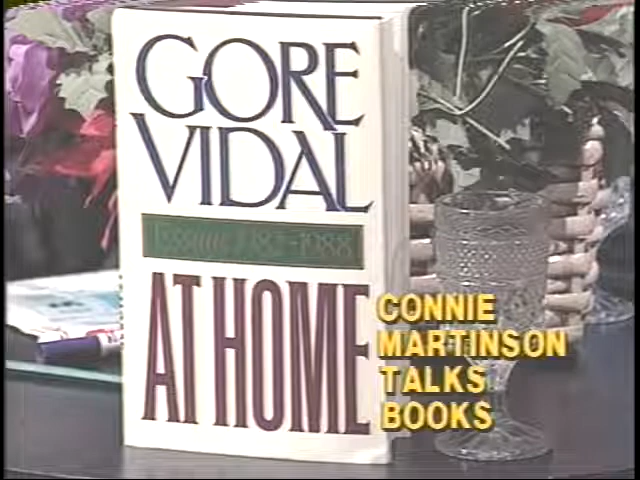 GORE
VIDAL
Essays 1982-1988
AT HOME
CONNIE
MARTINSON
TALKS
BOOKS